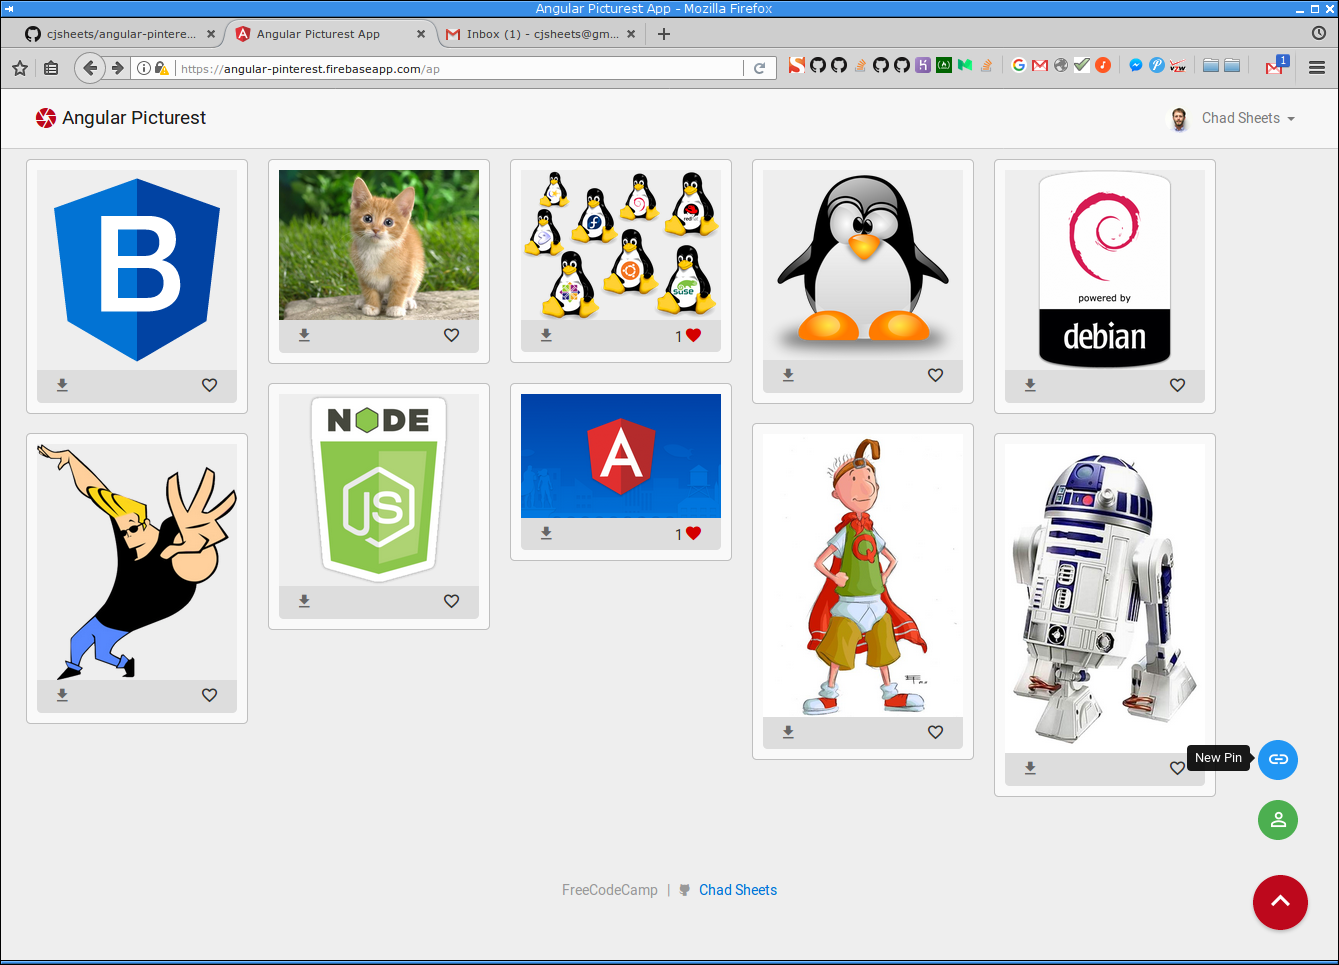 Angular Picturest App - Mozilla Firefox
cjsheets/angular-pintere...
Angular Picturest App
Inbox (1) - cjsheets@gm...
https://angular-pinterest.firebaseapp.com/ap
1
Angular Picturest
Chad Sheets
B
1
powered by
debian
NODE
JS
A
1
Q
New Pin
FreeCodeCamp | Chad Sheets